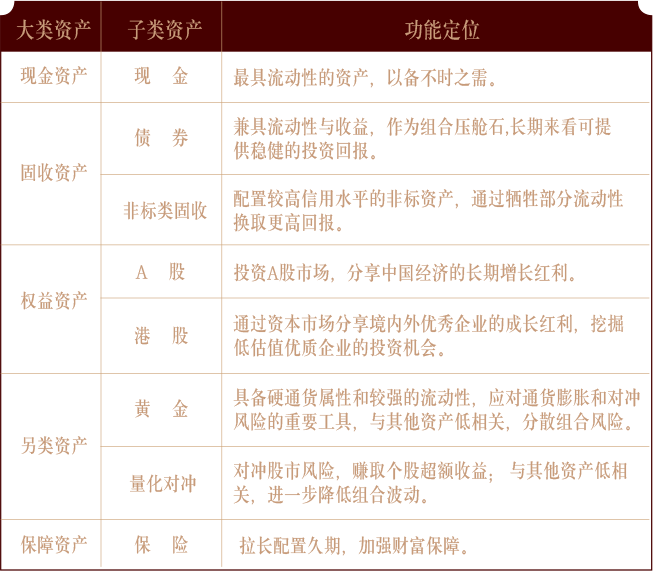 大类资产 子类资产 功能定位
现金资产 现 金 最具流动性的资产，以备不时之需。
固收资产
债 券
兼具流动性与收益，作为组合压舱石,长期来看可提
供稳健的投资回报。
非标类固收
配置较高信用水平的非标资产，通过牺牲部分流动性
换取更高回报。
权益资产
A 股 投资A股市场，分享中国经济的长期增长红利。
港 股
通过资本市场分享境内外优秀企业的成长红利，挖掘
低估值优质企业的投资机会。
另类资产
黄 金
具备硬通货属性和较强的流动性，应对通货膨胀和对冲
风险的重要工具，与其他资产低相关，分散组合风险。
量化对冲
对冲股市风险，赚取个股超额收益； 与其他资产低相
关，进一步降低组合波动。
保障资产 保 险 拉长配置久期，加强财富保障。